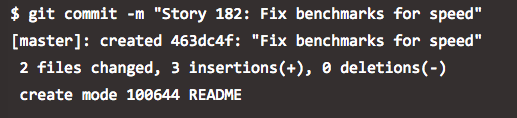 $ git commit -m "Story 182: Fix benchmarks for speed"
[master]: created 463dc4f: "Fix benchmarks for speed"
2 files changed, 3 insertions(+), 0 deletions(-)
create mode 100644 README